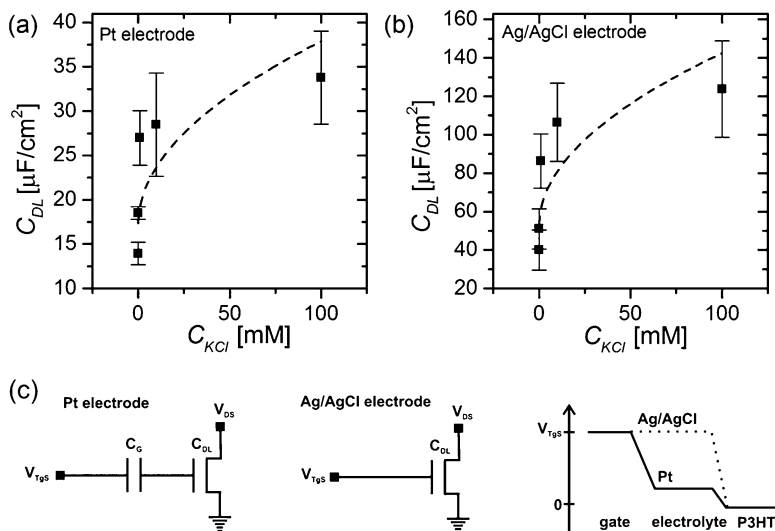 (a)
Pt electrode
40
35
30
25
20
15
10
C_DL [µF/cm²]
0
50
100
C_KCl [mM]
(b)
Ag/AgCl electrode
160
140
120
100
80
60
40
20
C_DL [µF/cm²]
0
50
100
C_KCl [mM]
(c)
Pt electrode
V_DS
C_G
C_DL
V_TgS
Ag/AgCl electrode
V_DS
C_DL
V_TgS
V_TgS
Ag/AgCl
Pt
0
gate electrolyte P3HT